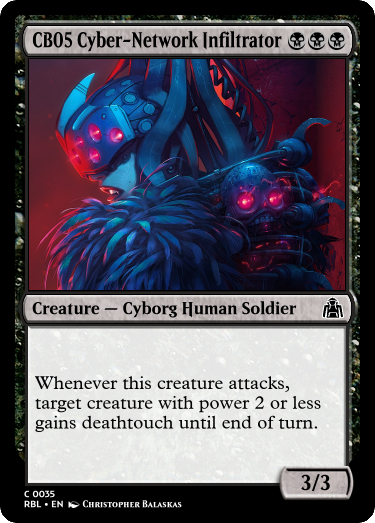 CB05 Cyber-Network Infiltrator
Creature — Cyborg Human Soldier
Whenever this creature attacks,
target creature with power 2 or less
gains deathtouch until end of turn.
3/3
C 0035
RBL • EN Christopher Balaskas